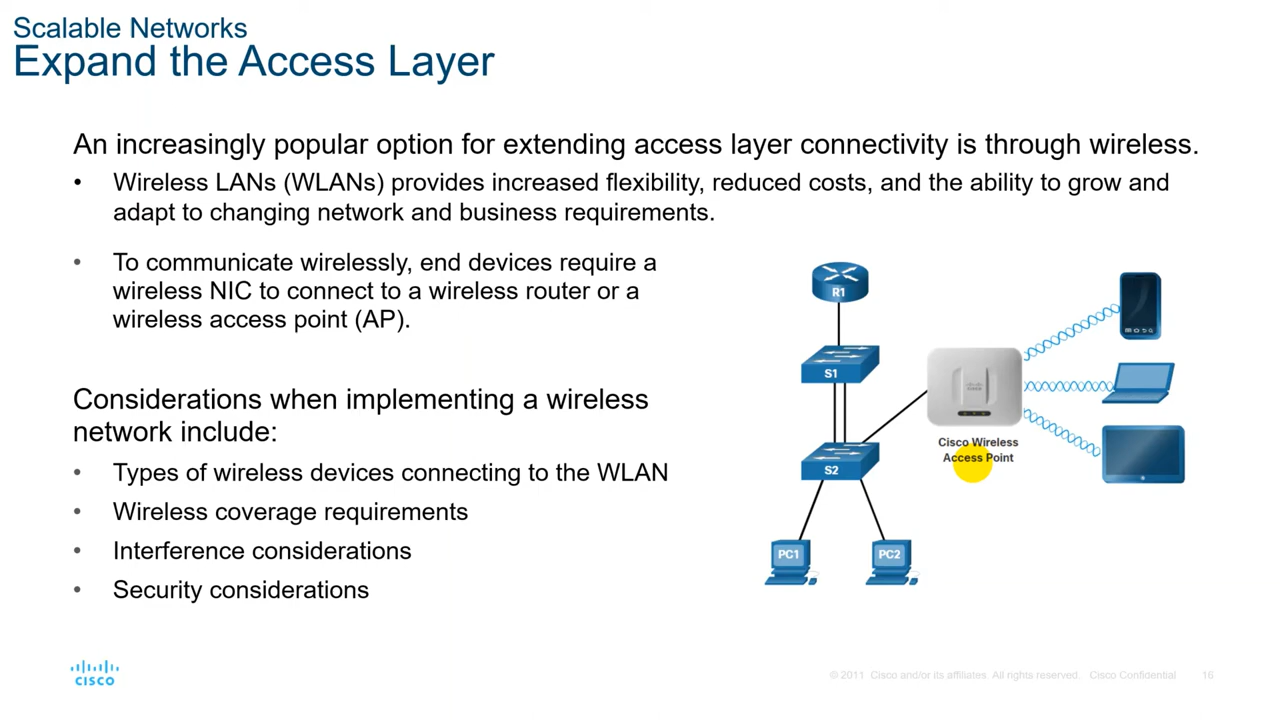 Scalable Networks
Expand the Access Layer
An increasingly popular option for extending access layer connectivity is through wireless.
• Wireless LANs (WLANs) provides increased flexibility, reduced costs, and the ability to grow and
adapt to changing network and business requirements.
• To communicate wirelessly, end devices require a
wireless NIC to connect to a wireless router or a
wireless access point (AP).
Considerations when implementing a wireless
network include:
• Types of wireless devices connecting to the WLAN
• Wireless coverage requirements
• Interference considerations
• Security considerations
R1
S1
CISCO
Cisco Wireless
Access Point
S2
PC1
PC2
CISCO
© 2011 Cisco and/or its affiliates. All rights reserved. Cisco Confidential 16